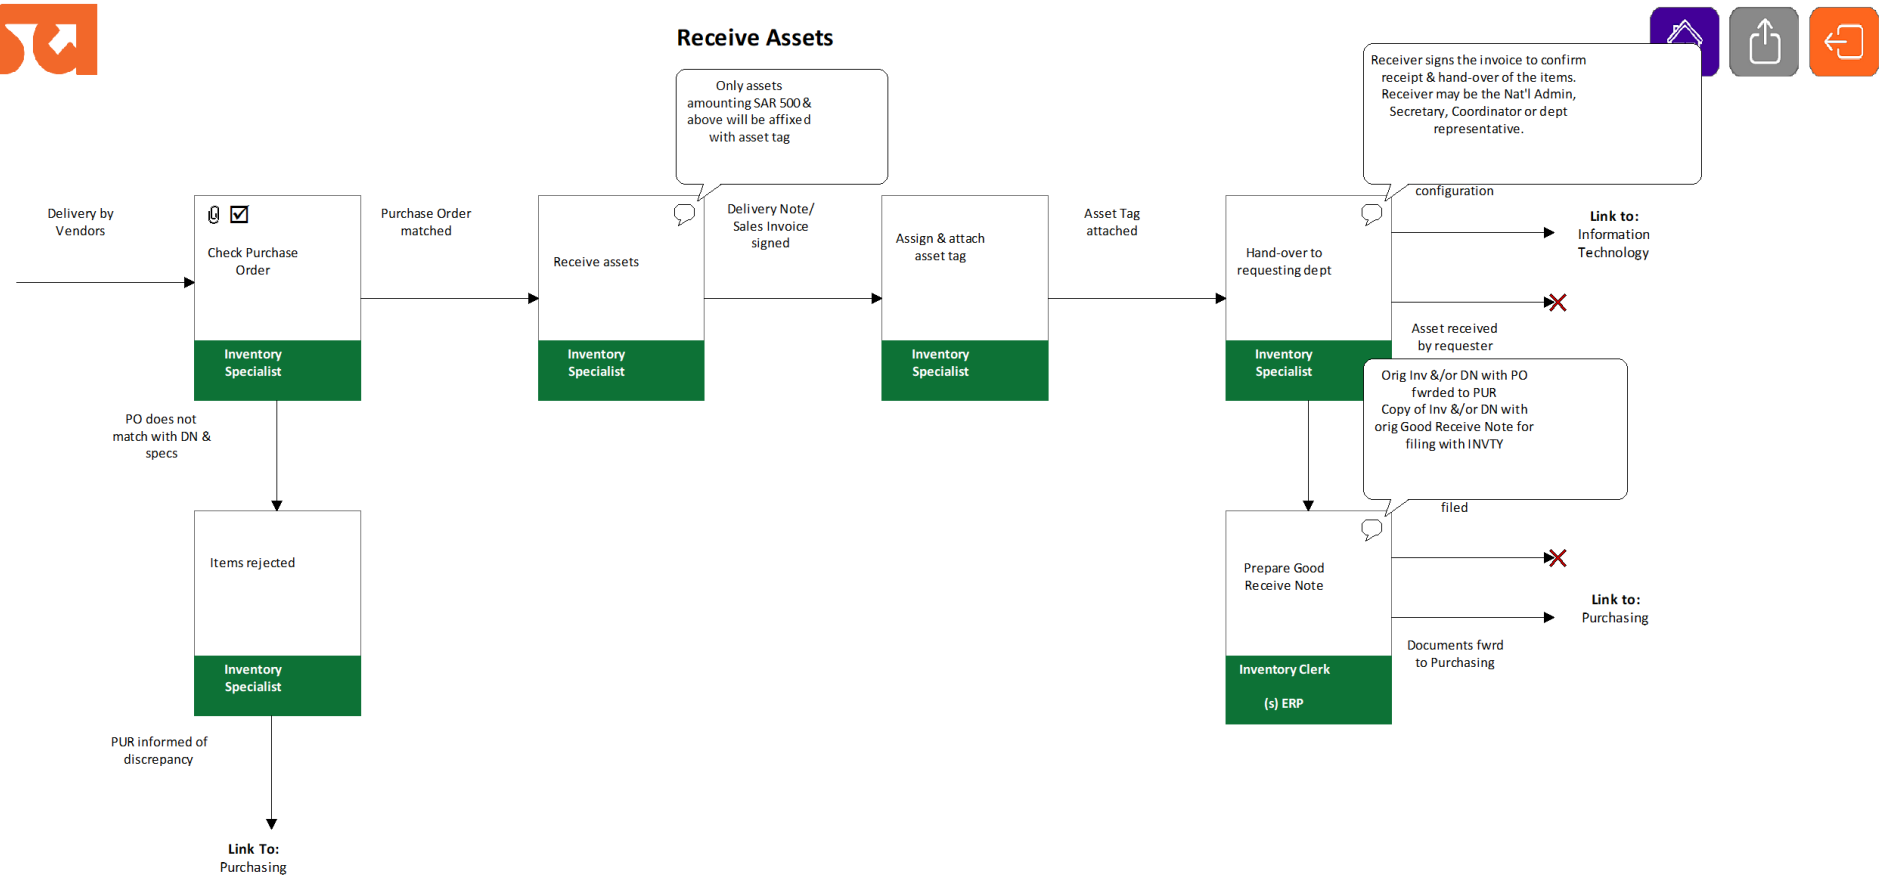 Receive Assets
Only assets
amounting SAR 500 &
above will be affixed
with asset tag
Receiver signs the invoice to confirm
receipt & hand-over of the items.
Receiver may be the Nat'l Admin,
Secretary, Coordinator or dept
representative.
configuration
Delivery by
Vendors
Check Purchase
Order
Inventory
Specialist
Purchase Order
matched
Receive assets
Inventory
Specialist
Delivery Note/
Sales Invoice
signed
Assign & attach
asset tag
Inventory
Specialist
Asset Tag
attached
Hand-over to
requesting dept
Inventory
Specialist
Link to:
Information
Technology
Asset received
by requester
Orig Inv &/or DN with PO
fwrded to PUR
Copy of Inv &/or DN with
orig Good Receive Note for
filing with INVTY
filed
PO does not
match with DN &
specs
Items rejected
Inventory
Specialist
Prepare Good
Receive Note
Inventory Clerk
(s) ERP
Link to:
Purchasing
Documents fwrd
to Purchasing
PUR informed of
discrepancy
Link To:
Purchasing